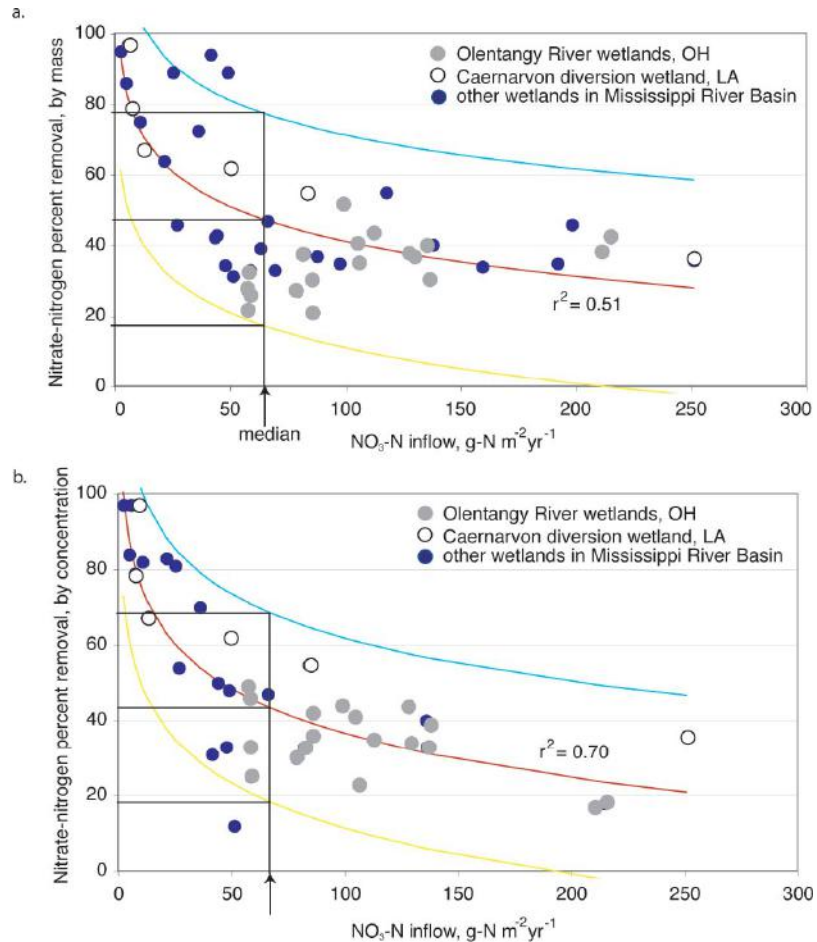 a.
Nitrate-nitrogen percent removal, by mass
100
80
60
40
20
0
Olentangy River wetlands, OH
Caernarvon diversion wetland, LA
other wetlands in Mississippi River Basin
r² = 0.51
0 50 100 150 200 250 300
median
NO₃-N inflow, g-N m⁻²yr⁻¹
b.
Nitrate-nitrogen percent removal, by concentration
100
80
60
40
20
0
Olentangy River wetlands, OH
Caernarvon diversion wetland, LA
other wetlands in Mississippi River Basin
r² = 0.70
0 50 100 150 200 250 300
NO₃-N inflow, g-N m⁻²yr⁻¹